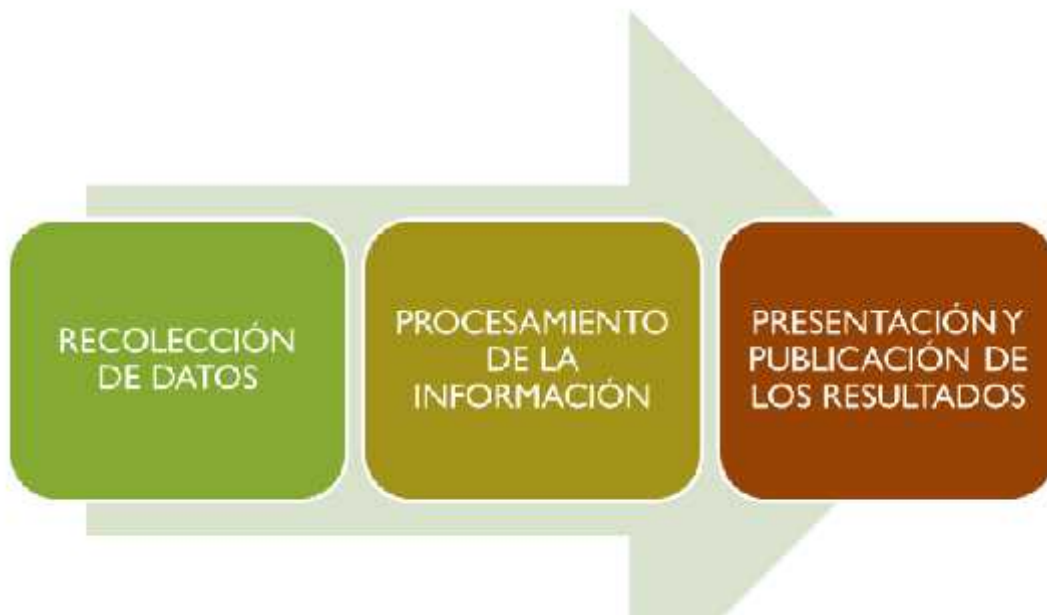 RECOLECCIÓN
DE DATOS
PROCESAMIENTO
DE LA
INFORMACIÓN
PRESENTACIÓN Y
PUBLICACIÓN DE
LOS RESULTADOS